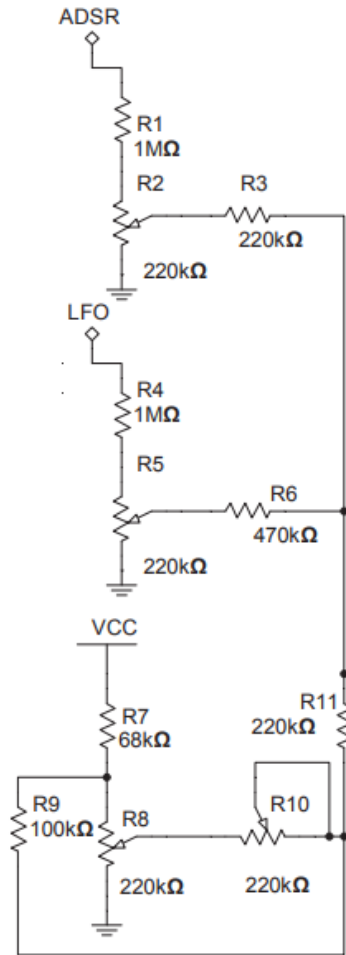 ADSR
R1
1MΩ
R2
220kΩ
R3
220kΩ
LFO
R4
1MΩ
R5
220kΩ
R6
470kΩ
VCC
R7
68kΩ
R9
100kΩ
R8
220kΩ
R10
220kΩ
R11
220kΩ